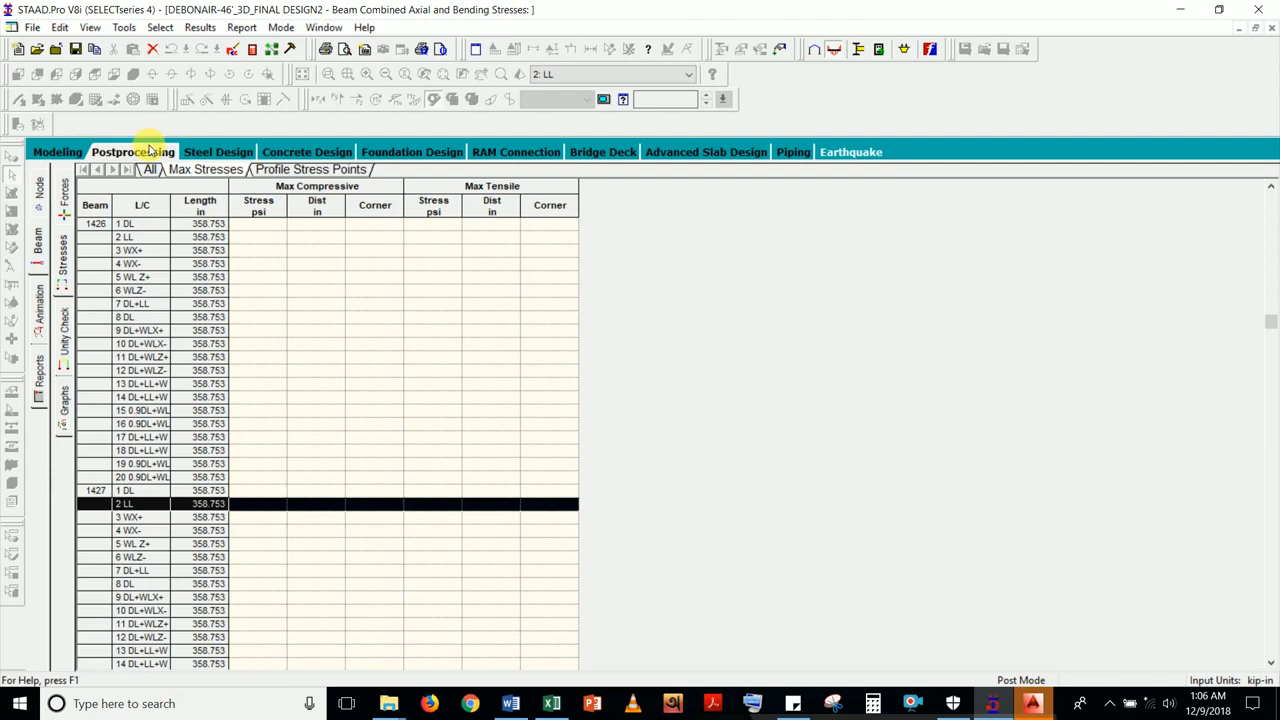 STAAD.Pro V8i (SELECTseries 4) - [DEBONAIR-46'_3D_FINAL DESIGN2 - Beam Combined Axial and Bending Stresses: ]
File Edit View Tools Select Results Report Mode Window Help
2: LL
Modeling Postprocessing Steel Design Concrete Design Foundation Design RAM Connection Bridge Deck Advanced Slab Design Piping Earthquake
All Max Stresses Profile Stress Points
Node
Beam
Animation
Reports
Forces
Stresses
Unity Check
Graphs
Max Compressive Max Tensile
Beam L/C Length in Stress psi Dist in Corner Stress psi Dist in Corner
1426 1 DL 358.753
2 LL 358.753
3 WX+ 358.753
4 WX- 358.753
5 WL Z+ 358.753
6 WLZ- 358.753
7 DL+LL 358.753
8 DL 358.753
9 DL+WLX+ 358.753
10 DL+WLX- 358.753
11 DL+WLZ+ 358.753
12 DL+WLZ- 358.753
13 DL+LL+W 358.753
14 DL+LL+W 358.753
15 0.9DL+WL 358.753
16 0.9DL+WL 358.753
17 DL+LL+W 358.753
18 DL+LL+W 358.753
19 0.9DL+WL 358.753
20 0.9DL+WL 358.753
1427 1 DL 358.753
2 LL 358.753
3 WX+ 358.753
4 WX- 358.753
5 WL Z+ 358.753
6 WLZ- 358.753
7 DL+LL 358.753
8 DL 358.753
9 DL+WLX+ 358.753
10 DL+WLX- 358.753
11 DL+WLZ+ 358.753
12 DL+WLZ- 358.753
13 DL+LL+W 358.753
14 DL+LL+W 358.753
For Help, press F1 Post Mode Input Units: kip-in
Type here to search
1:06 AM
12/9/2018